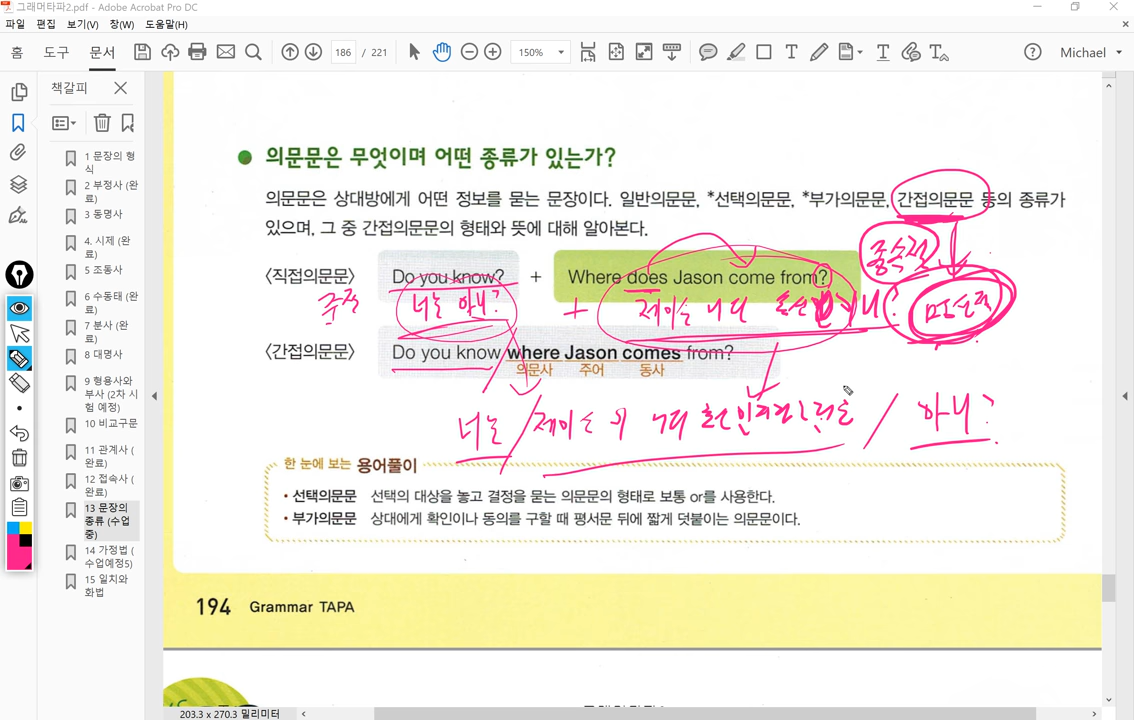 그래머타파2.pdf - Adobe Acrobat Pro DC
파일 편집 보기(V) 창(W) 도움말(H)
홈 도구 문서 186 / 221 150% Michael
책갈피
1 문장의 형식
2 부정사 (완료)
3 동명사
4. 시제 (완료)
5 조동사
6 수동태 (완료)
7 분사 (완료)
8 대명사
9 형용사와 부사 (2차 시험 예정)
10 비교구문
11 관계사 (완료)
12 접속사 (완료)
13 문장의 종류 (수업중)
14 가정법 (수업예정5)
15 일치와 화법
의문문은 무엇이며 어떤 종류가 있는가?
의문문은 상대방에게 어떤 정보를 묻는 문장이다. 일반의문문, *선택의문문, *부가의문문, 간접의문문 등의 종류가
있으며, 그 중 간접의문문의 형태와 뜻에 대해 알아본다.
종속절
〈직접의문문〉 Do you know? + Where does Jason come from?
주절 너는 아니? + 제이슨
〈간접의문문〉 Do you know where Jason comes from?
의문사 주어 동사
너는 / 제이슨 / 아니?
한 눈에 보는 용어풀이
• 선택의문문 선택의 대상을 놓고 결정을 묻는 의문문의 형태로 보통 or를 사용한다.
• 부가의문문 상대에게 확인이나 동의를 구할 때 평서문 뒤에 짧게 덧붙이는 의문문이다.
194 Grammar TAPA
203.3 x 270.3 밀리미터